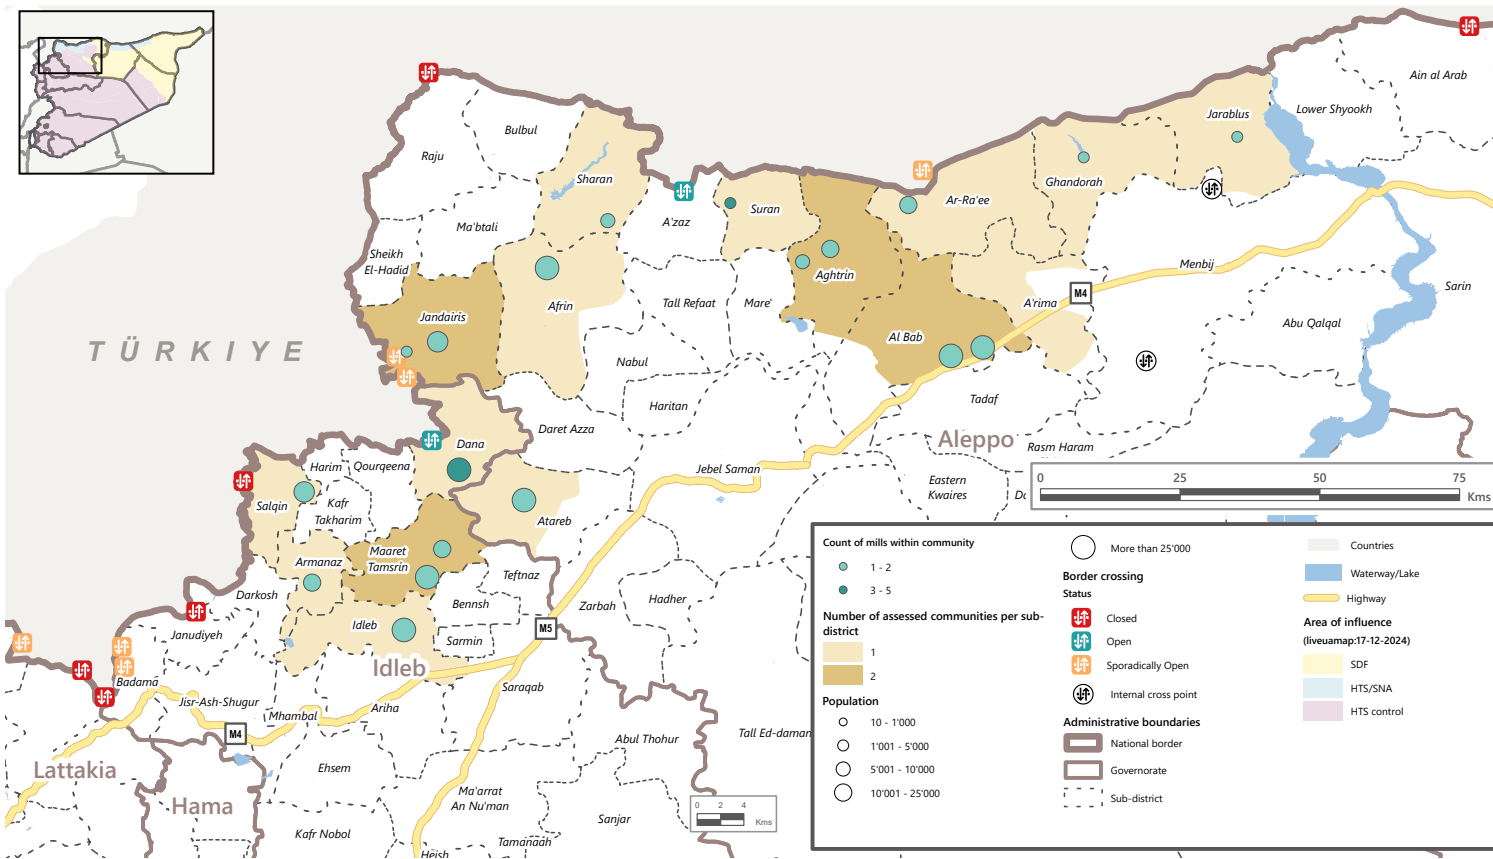 Ain al Arab
Lower Shyookh
Jarablus
Bulbul
Raju
Sharan
Ghandorah
Ar-Ra'ee
Suran
A'zaz
Ma'btali
Sheikh
El-Hadid
Menbij
Aghtrin
Sarin
M4
A'rima
Tall Refaat
Mare'
Afrin
Jandairis
Abu Qalqal
Al Bab
TÜRKIYE
Nabul
Haritan
Tadaf
Daret Azza
Aleppo
Dana
Rasm Haram
Harim
Qourqeena
Jebel Saman
Eastern
Kwaires
Salqin
Kafr
Takharim
Atareb
0 25 50 75
Kms
Maaret
Tamsrin
Armanaz
Teftnaz
Darkosh
Bennsh
Zarbah
Hadher
Idleb
M5
Janudiyeh
Sarmin
Idleb
Badama
Saraqab
Jisr-Ash-Shugur
Ariha
Mhambal
M4
Tall Ed-daman
Abul Thohur
Lattakia
Ehsem
Ma'arrat
An Nu'man
Hama
Sanjar
Kafr Nobol
Tamanaah
Heish
0 2 4
Kms
Count of mills within community
1 - 2
3 - 5
Number of assessed communities per sub-
district
1
2
Population
10 - 1'000
1'001 - 5'000
5'001 - 10'000
10'001 - 25'000
More than 25'000
Border crossing
Status
Closed
Open
Sporadically Open
Internal cross point
Administrative boundaries
National border
Governorate
Sub-district
Countries
Waterway/Lake
Highway
Area of influence
(liveuamap:17-12-2024)
SDF
HTS/SNA
HTS control